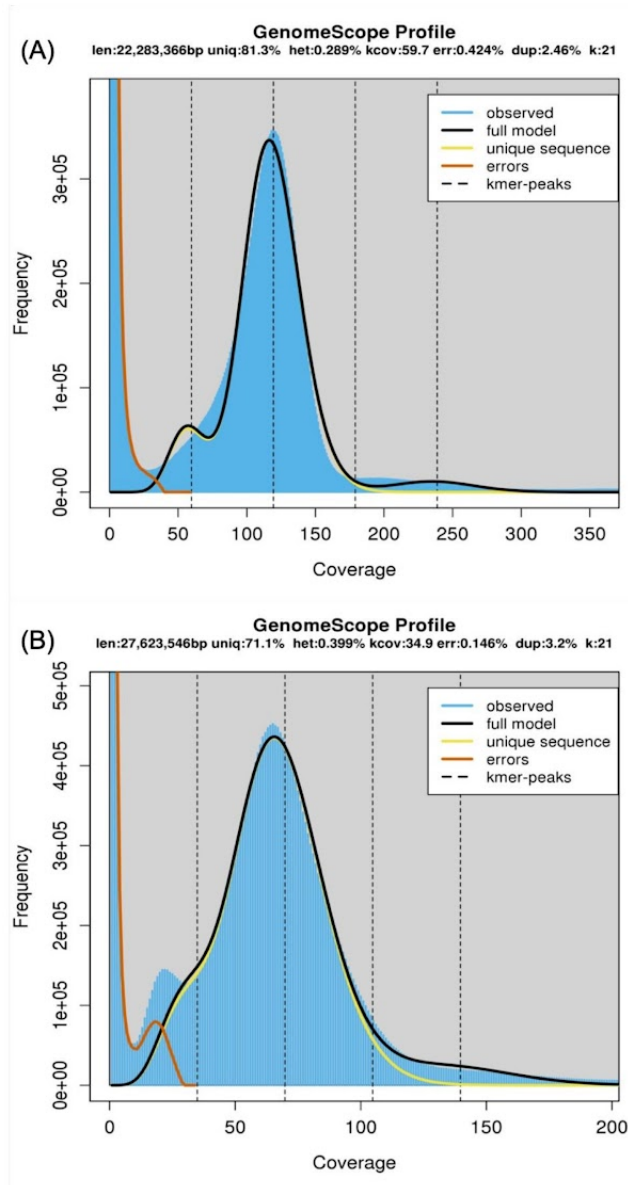 (A)
GenomeScope Profile
len:22,283,366bp uniq:81.3% het:0.289% kcov:59.7 err:0.424% dup:2.46% k:21
observed
full model
unique sequence
errors
kmer-peaks
Frequency
3e+05
2e+05
1e+05
0e+00
0 50 100 150 200 250 300 350
Coverage
(B)
GenomeScope Profile
len:27,623,546bp uniq:71.1% het:0.399% kcov:34.9 err:0.146% dup:3.2% k:21
observed
full model
unique sequence
errors
kmer-peaks
Frequency
5e+05
4e+05
3e+05
2e+05
1e+05
0e+00
0 50 100 150 200
Coverage